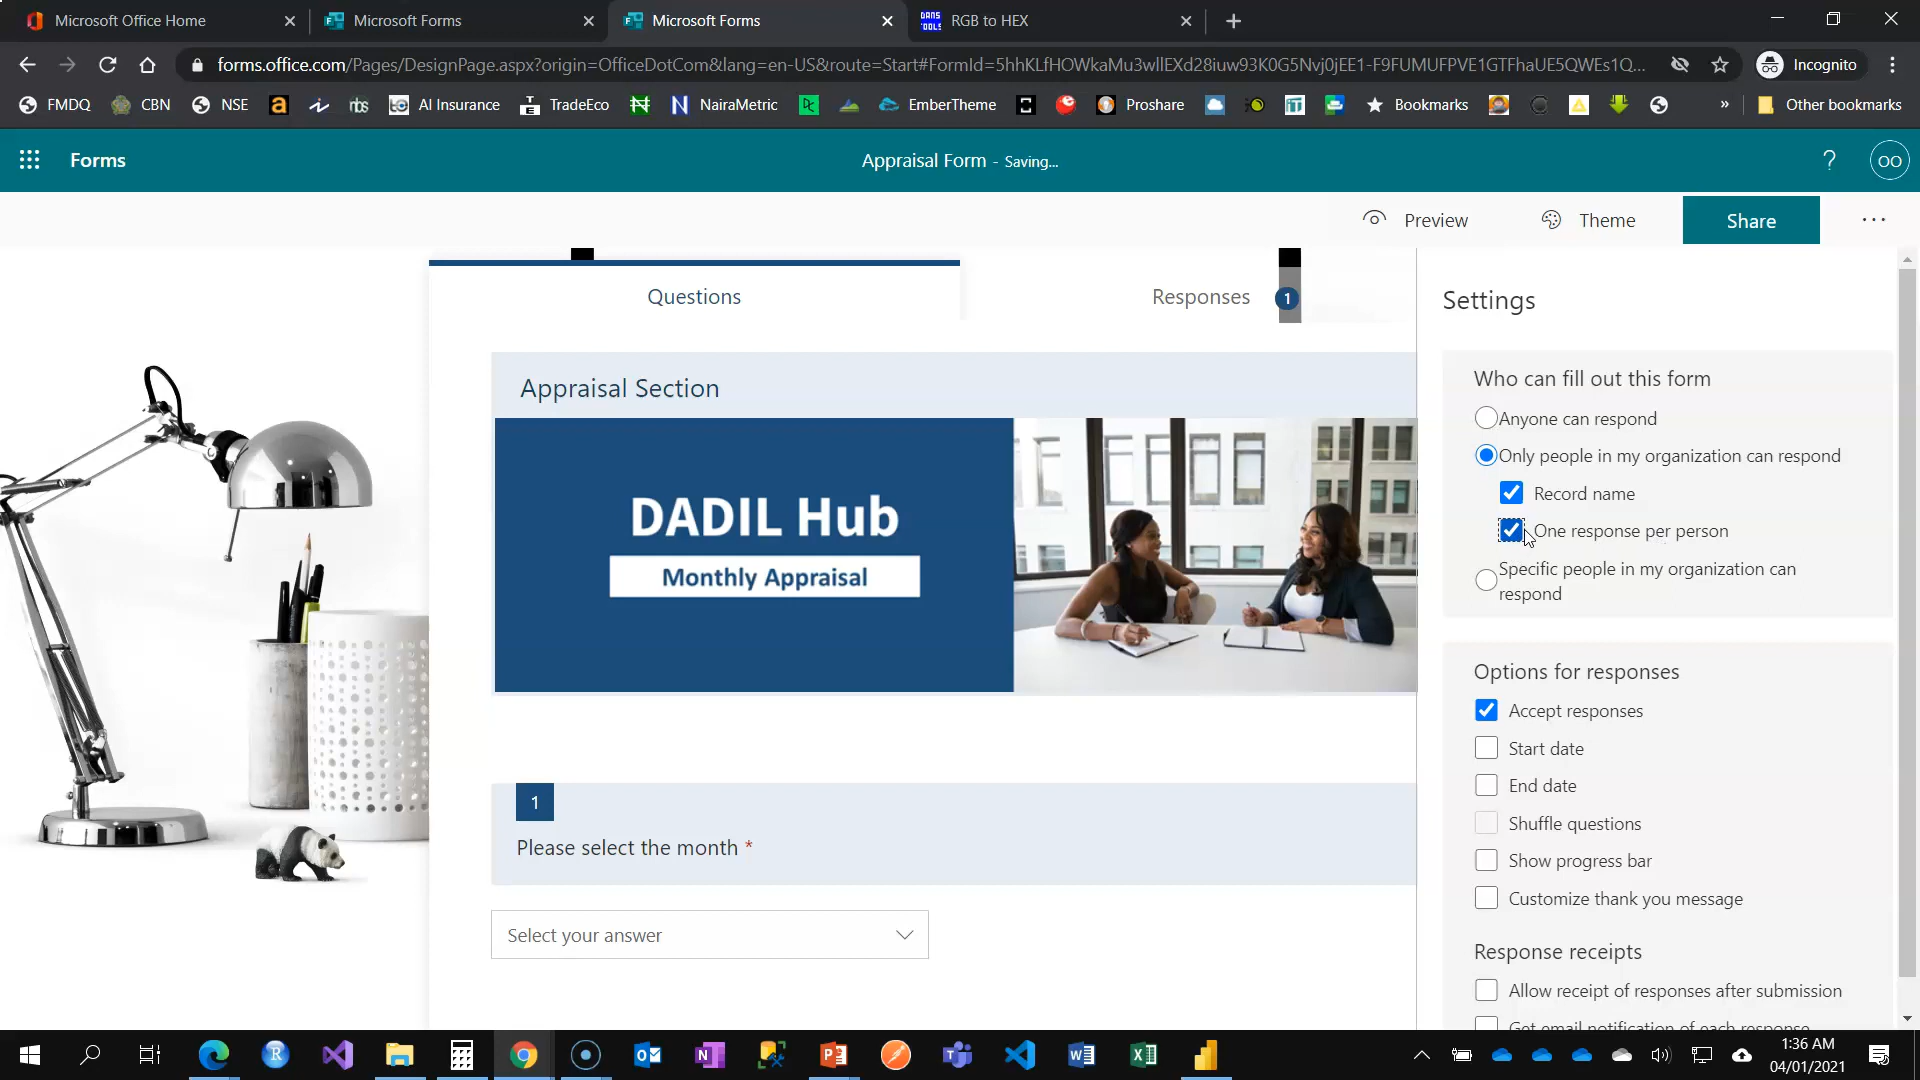 Microsoft Office Home
Microsoft Forms
Microsoft Forms
RGB to HEX
forms.office.com/Pages/DesignPage.aspx?origin=OfficeDotCom&lang=en-US&route=Start#FormId=5hhKLfHOWkaMu3wllEXd28iuw93K0G5Nvj0jEE1-F9FUMUFPVE1GTFhaUE5QWEs1Q...
Incognito
FMDQ
CBN
NSE
AI Insurance
TradeEco
NairaMetric
EmberTheme
Proshare
Bookmarks
» Other bookmarks
Forms
Appraisal Form - Saving...
?
OO
Preview
Theme
Share
...
Questions
Responses
1
Settings
Who can fill out this form
Anyone can respond
Only people in my organization can respond
Record name
One response per person
Specific people in my organization can
respond
Appraisal Section
DADIL Hub
Monthly Appraisal
Options for responses
Accept responses
Start date
End date
Shuffle questions
Show progress bar
Customize thank you message
Response receipts
Allow receipt of responses after submission
Get email notification of each response
1
Please select the month *
Select your answer
1:36 AM
04/01/2021